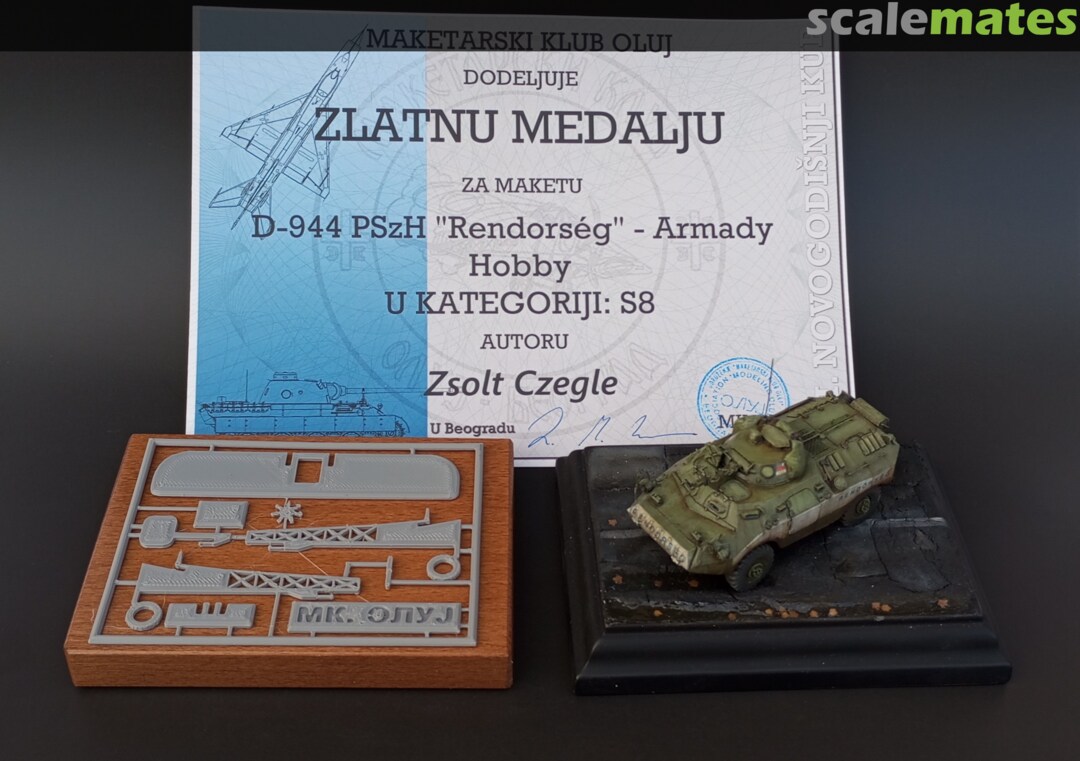 scalemates
MAKETARSKI KLUB OLUJ
DODELJUJE
ZLATNU MEDALJU
ZA MAKETU
D-944 PSzH "Rendorség" - Armady
Hobby
U KATEGORIJI: S8
AUTORU
Zsolt Czegle
U Beogradu
NOVOGODIŠNJI
МК. ОЛУЈ